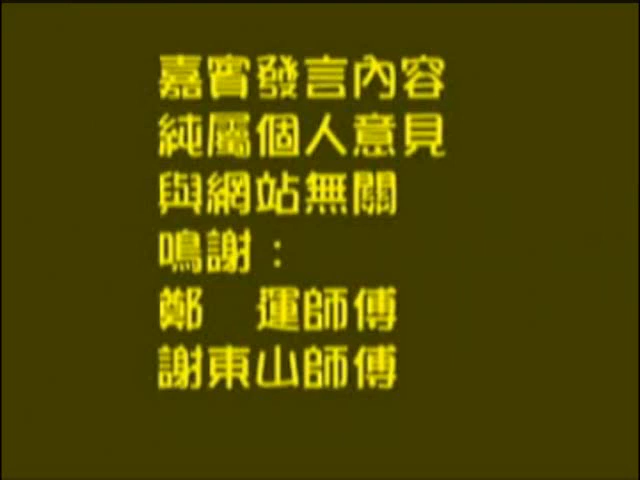 嘉賓發言內容
純屬個人意見
與網站無關
鳴謝：
鄭　運師傅
謝東山師傅